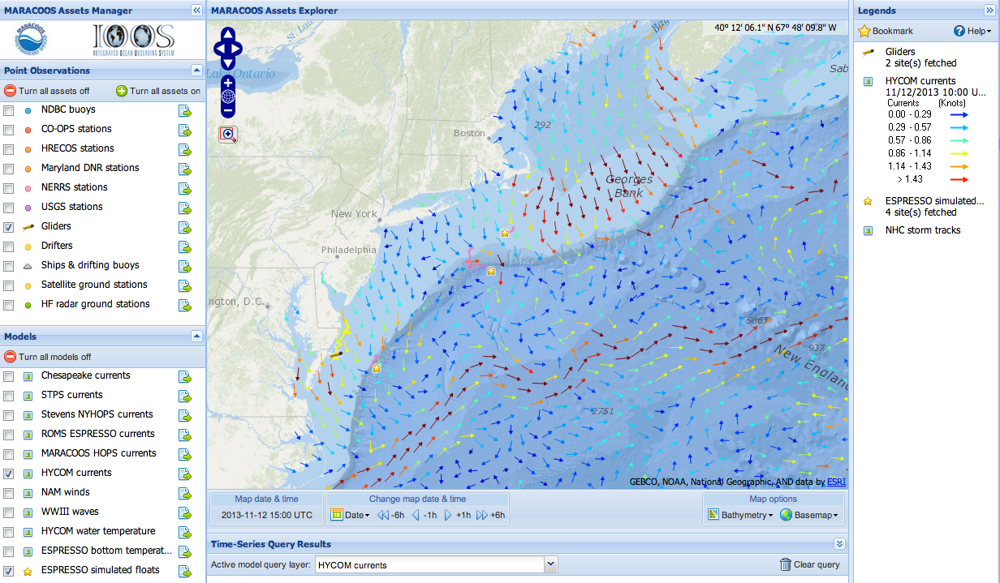 MARACOOS Assets Manager
MARACOOS
IOOS
INTEGRATED OCEAN OBSERVING SYSTEM
Point Observations
Turn all assets off
Turn all assets on
NDBC buoys
CO-OPS stations
HRECOS stations
Maryland DNR stations
NERRS stations
USGS stations
Gliders
Drifters
Ships & drifting buoys
Satellite ground stations
HF radar ground stations
Models
Turn all models off
Chesapeake currents
STPS currents
Stevens NYHOPS currents
ROMS ESPRESSO currents
MARACOOS HOPS currents
HYCOM currents
NAM winds
WWIII waves
HYCOM water temperature
ESPRESSO bottom temperat...
ESPRESSO simulated floats
MARACOOS Assets Explorer
40° 12' 06.1" N 67° 48' 09.8" W
St. Lau
Bay
Lake Ontario
Sab
292
Boston
Georges
Bank
New York
Philadelphia
ngton, D.C.
5863
937
New England
2751
GEBCO, NOAA, National Geographic, AND data by ESRI
Map date & time
2013-11-12 15:00 UTC
Change map date & time
Date
-6h
-1h
+1h
+6h
Map options
Bathymetry
Basemap
Time-Series Query Results
Active model query layer:
HYCOM currents
Clear query
Legends
Bookmark
Help
Gliders
2 site(s) fetched
HYCOM currents
11/12/2013 10:00 U...
Currents (Knots)
0.00 - 0.29
0.29 - 0.57
0.57 - 0.86
0.86 - 1.14
1.14 - 1.43
> 1.43
ESPRESSO simulated...
4 site(s) fetched
NHC storm tracks